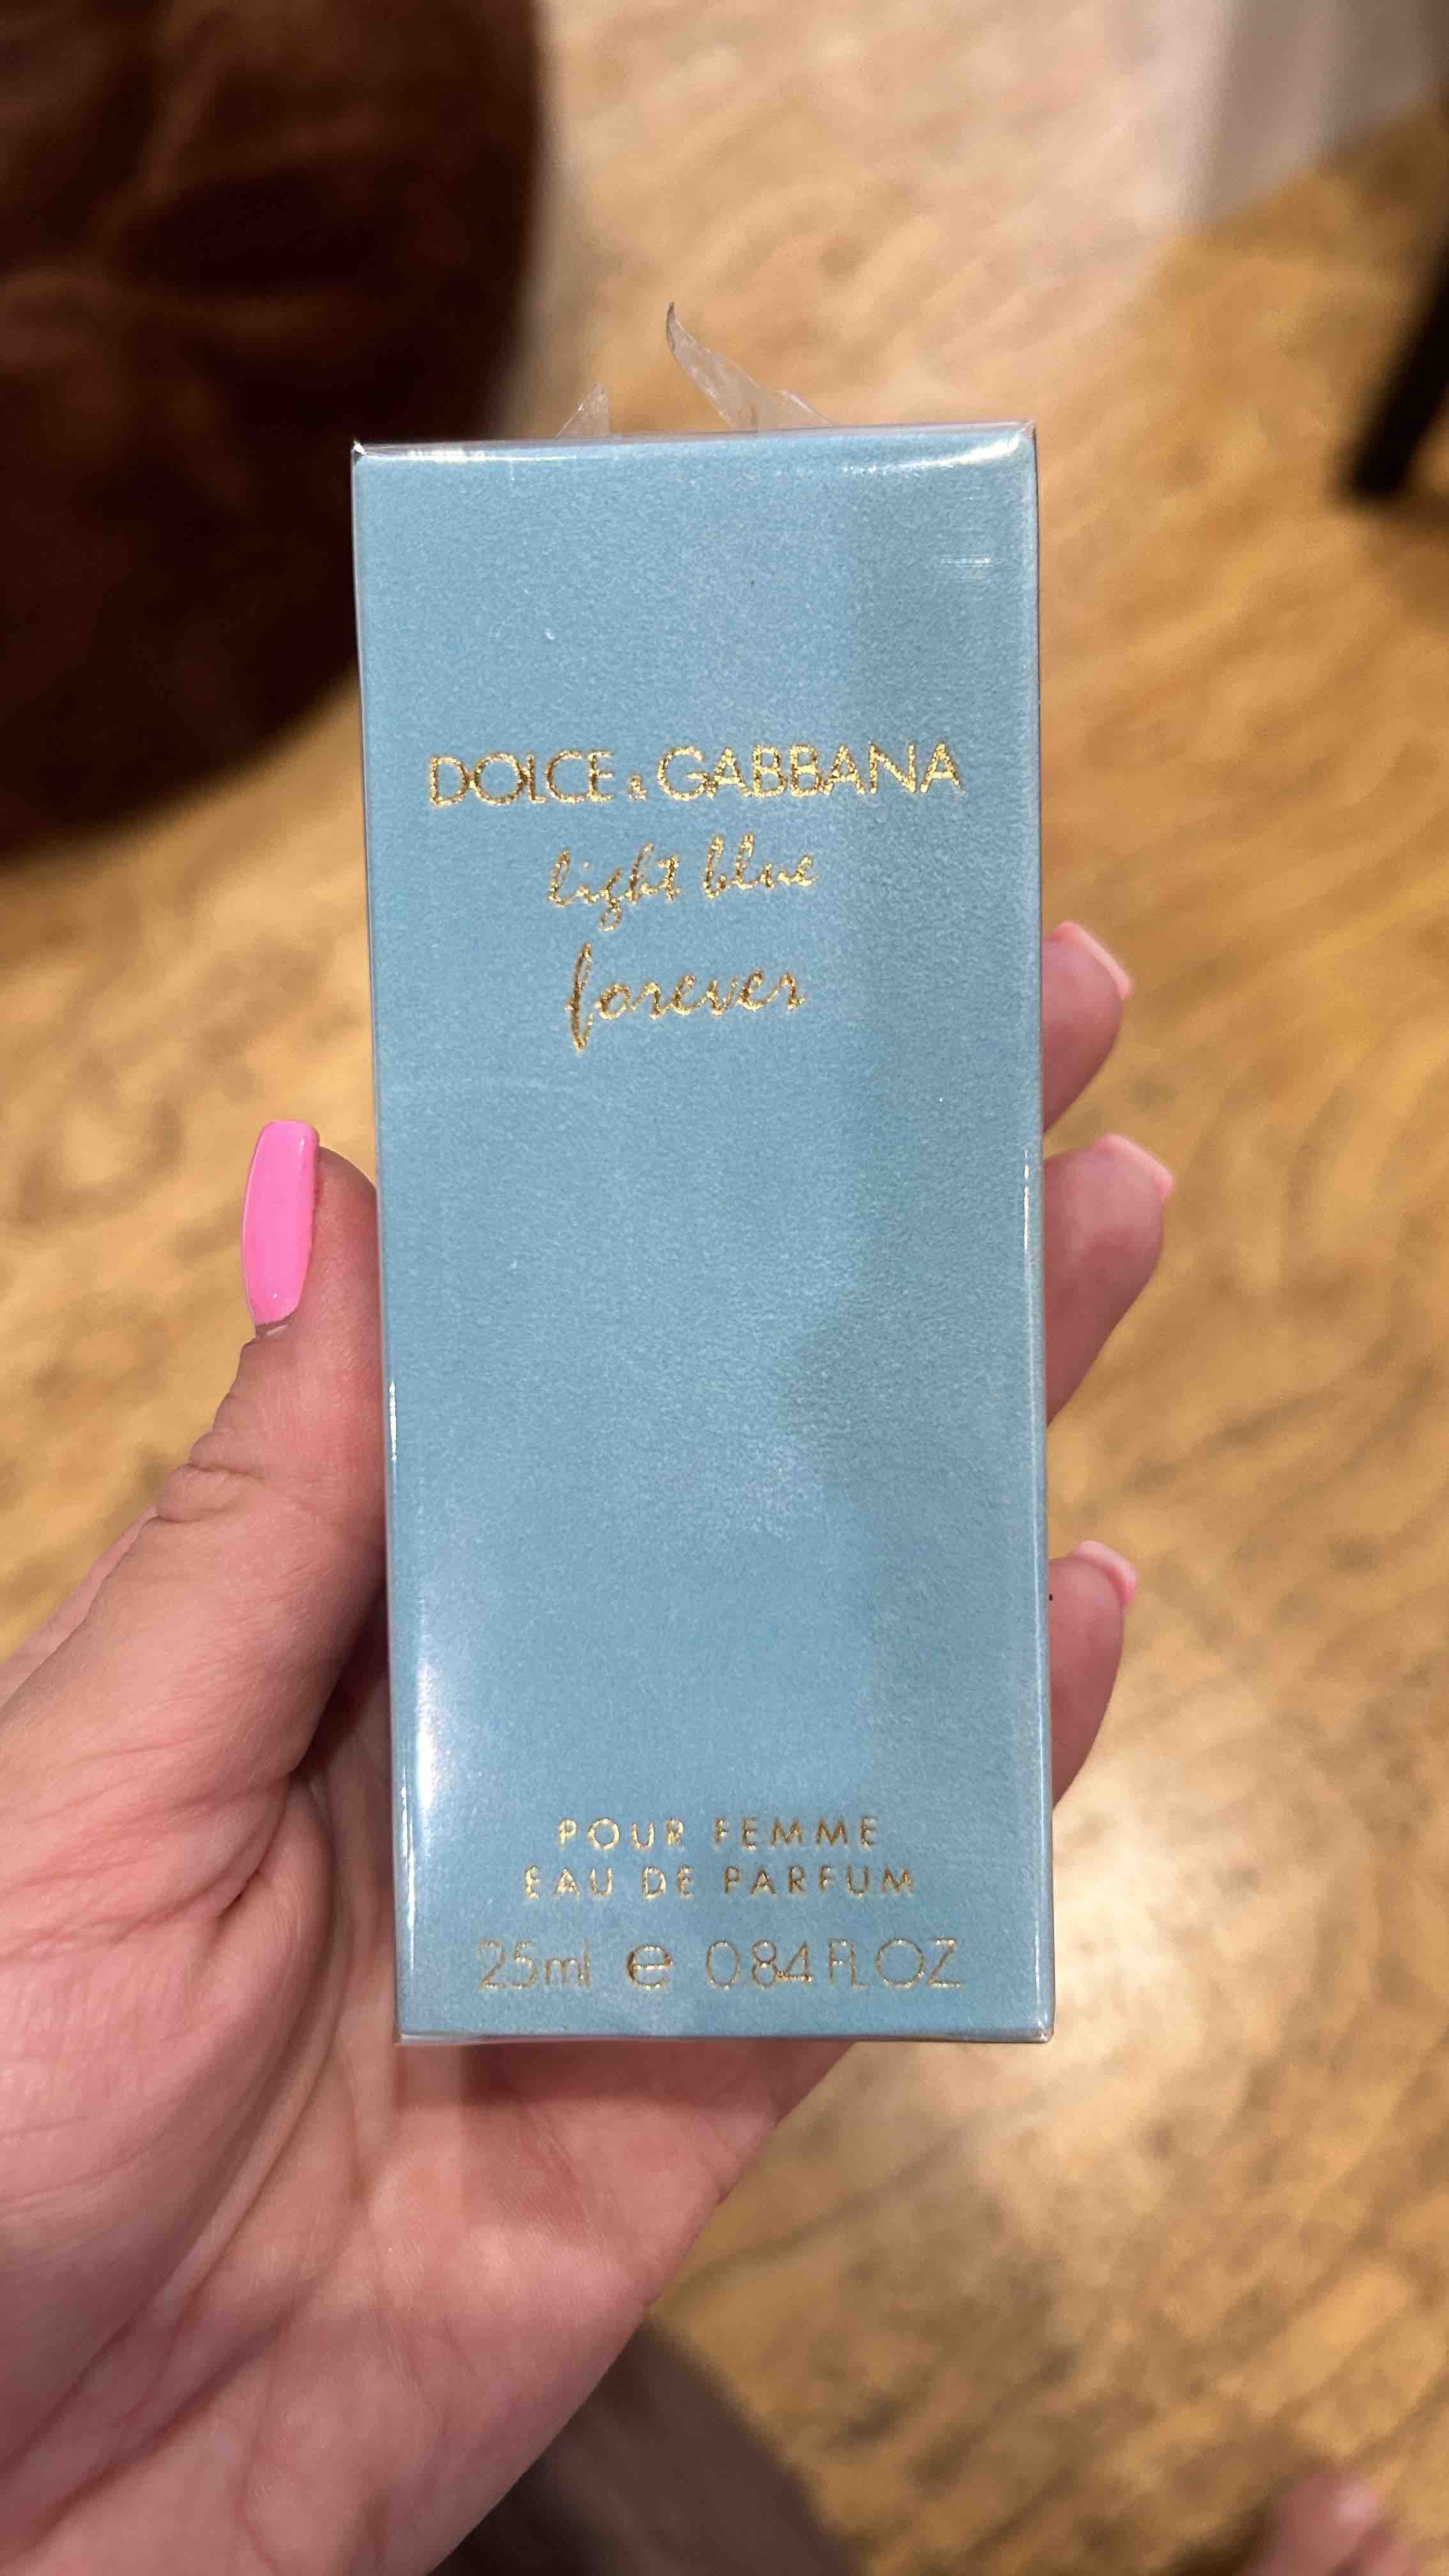 DOLCE & GABBANA
light blue
forever
POUR FEMME
EAU DE PARFUM
25ml e 0.84 FL.OZ